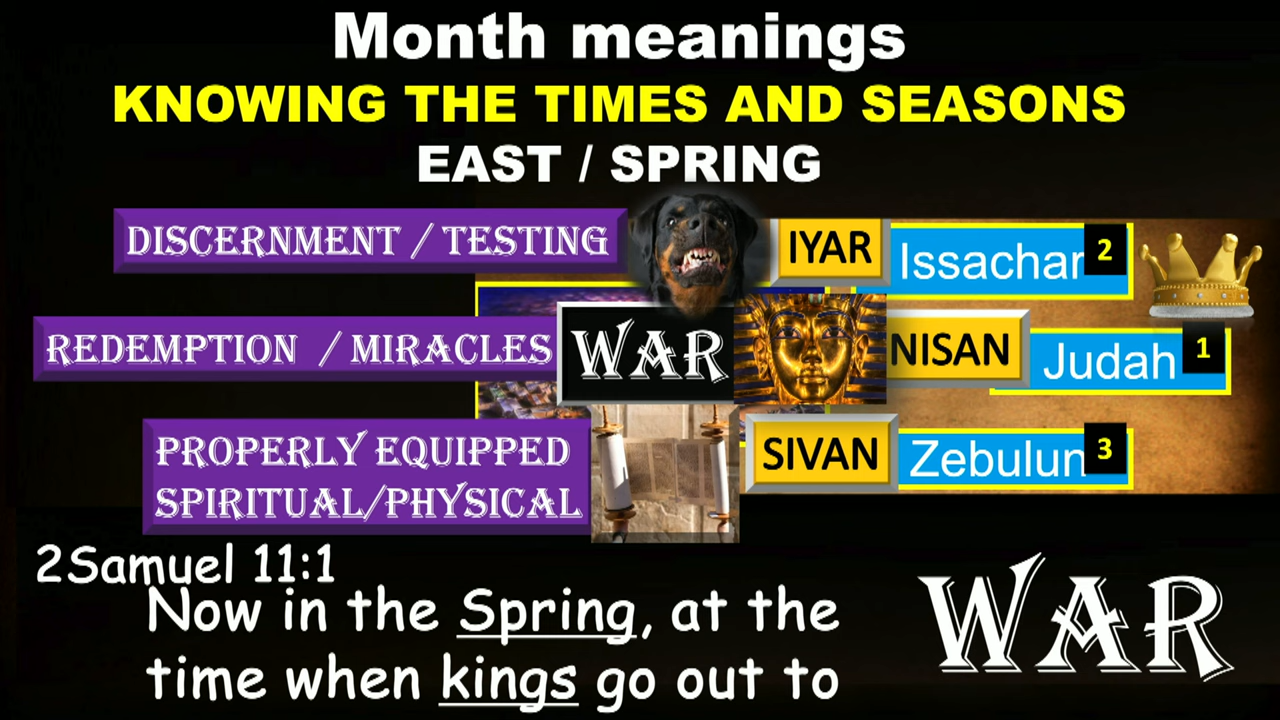 Month meanings
KNOWING THE TIMES AND SEASONS
EAST / SPRING
DISCERNMENT / TESTING IYAR Issachar 2
REDEMPTION / MIRACLES WAR NISAN Judah 1
PROPERLY EQUIPPED
SPIRITUAL/PHYSICAL
SIVAN Zebulun 3
2Samuel 11:1
Now in the Spring, at the
time when kings go out to
WAR